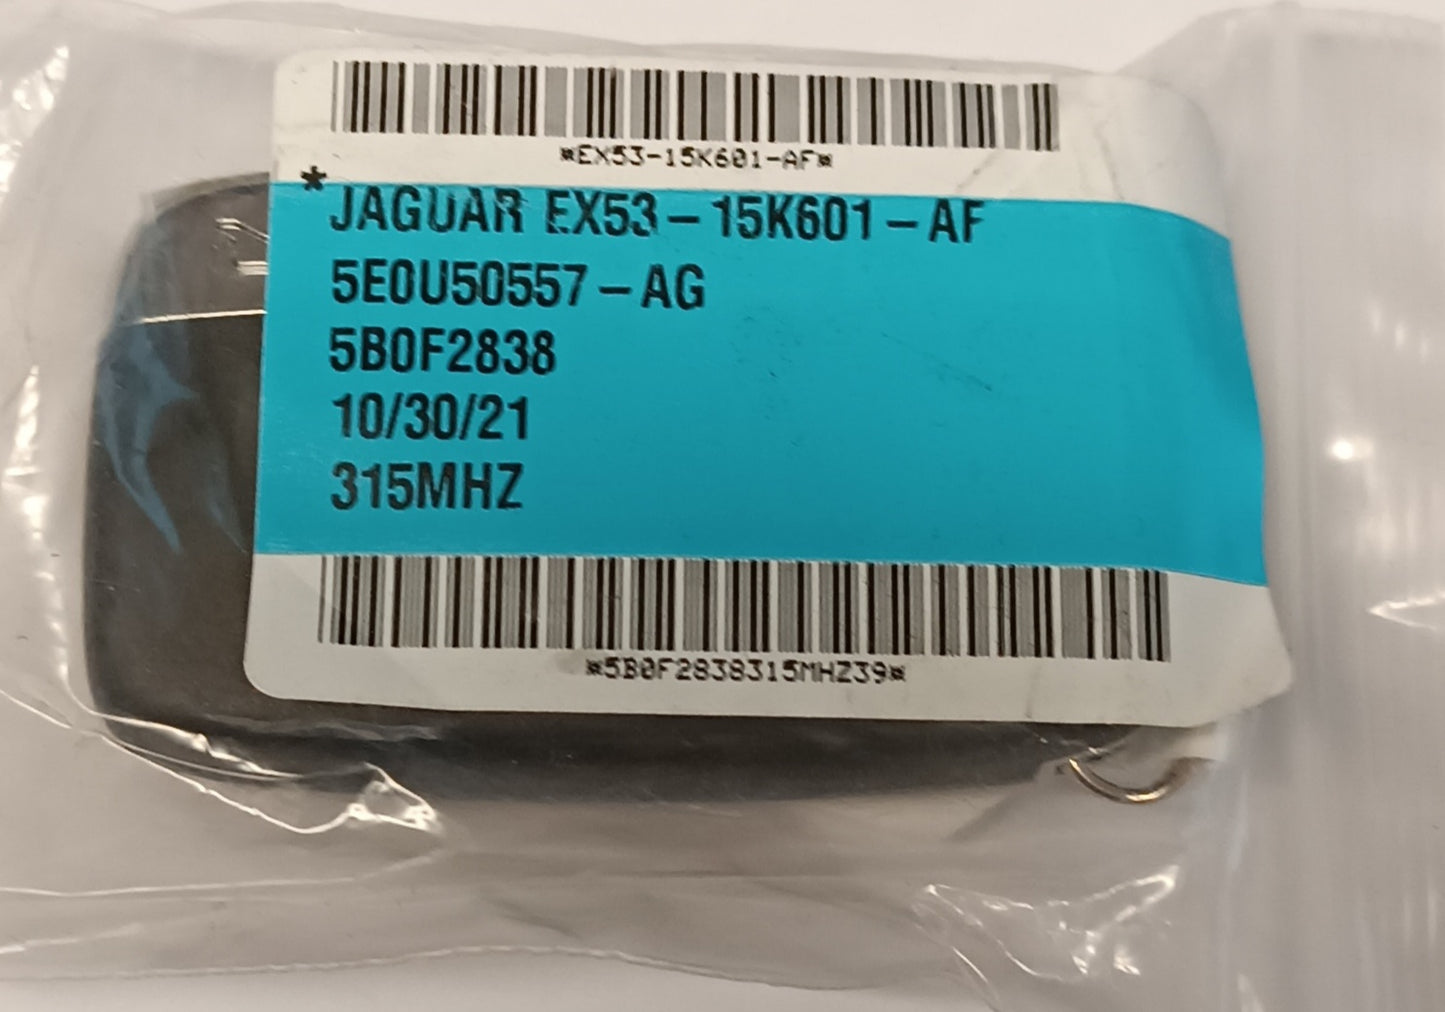 *EX53-15K601-AF*
* JAGUAR EX53-15K601-AF
5E0U50557-AG
5B0F2838
10/30/21
315MHZ
*5B0F2838315MHZ39*